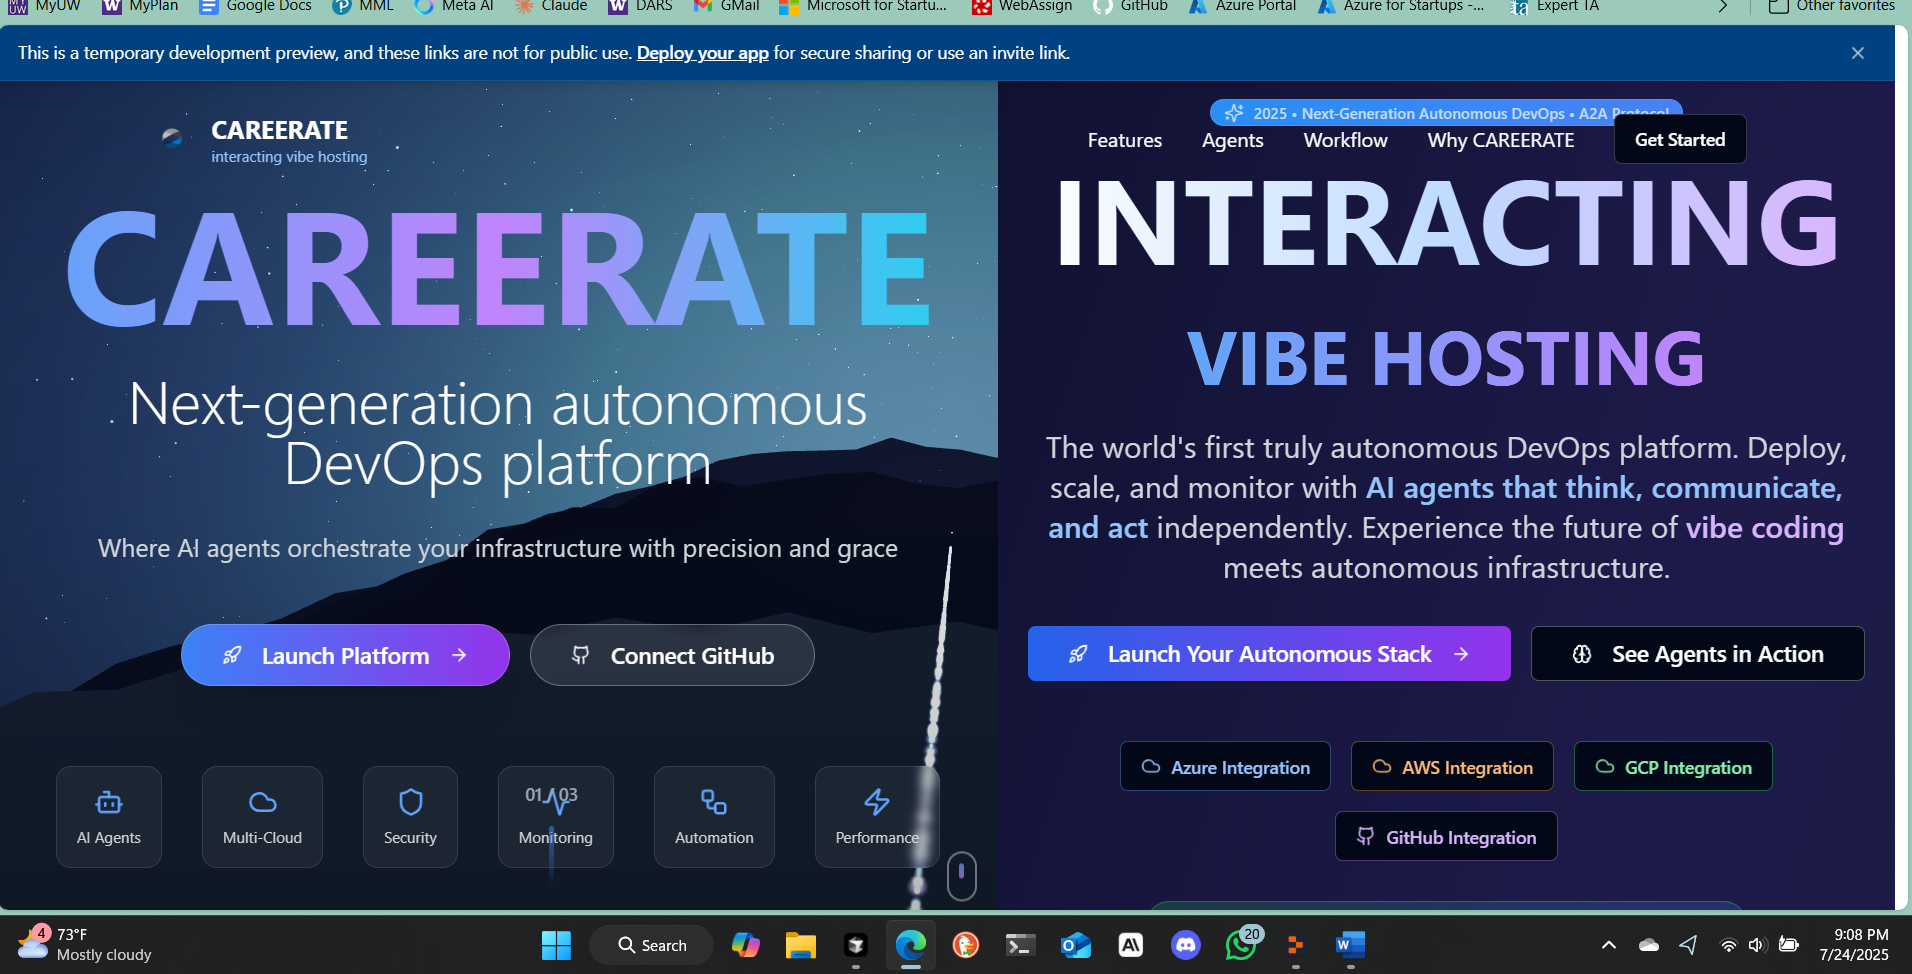 MyUW MyPlan Google Docs MML Meta AI Claude DARS GMail Microsoft for Startu... WebAssign GitHub Azure Portal Azure for Startups -... Expert TA Other favorites
This is a temporary development preview, and these links are not for public use. Deploy your app for secure sharing or use an invite link.
CAREERATE
interacting vibe hosting
CAREERATE
Next-generation autonomous
DevOps platform
Where AI agents orchestrate your infrastructure with precision and grace
Launch Platform
Connect GitHub
01 / 03
AI Agents
Multi-Cloud
Security
Monitoring
Automation
Performance
2025 • Next-Generation Autonomous DevOps • A2A Protocol
Features Agents Workflow Why CAREERATE Get Started
INTERACTING
VIBE HOSTING
The world's first truly autonomous DevOps platform. Deploy,
scale, and monitor with AI agents that think, communicate,
and act independently. Experience the future of vibe coding
meets autonomous infrastructure.
Launch Your Autonomous Stack
See Agents in Action
Azure Integration
AWS Integration
GCP Integration
GitHub Integration
4
73°F
Mostly cloudy
Search
20
9:08 PM
7/24/2025